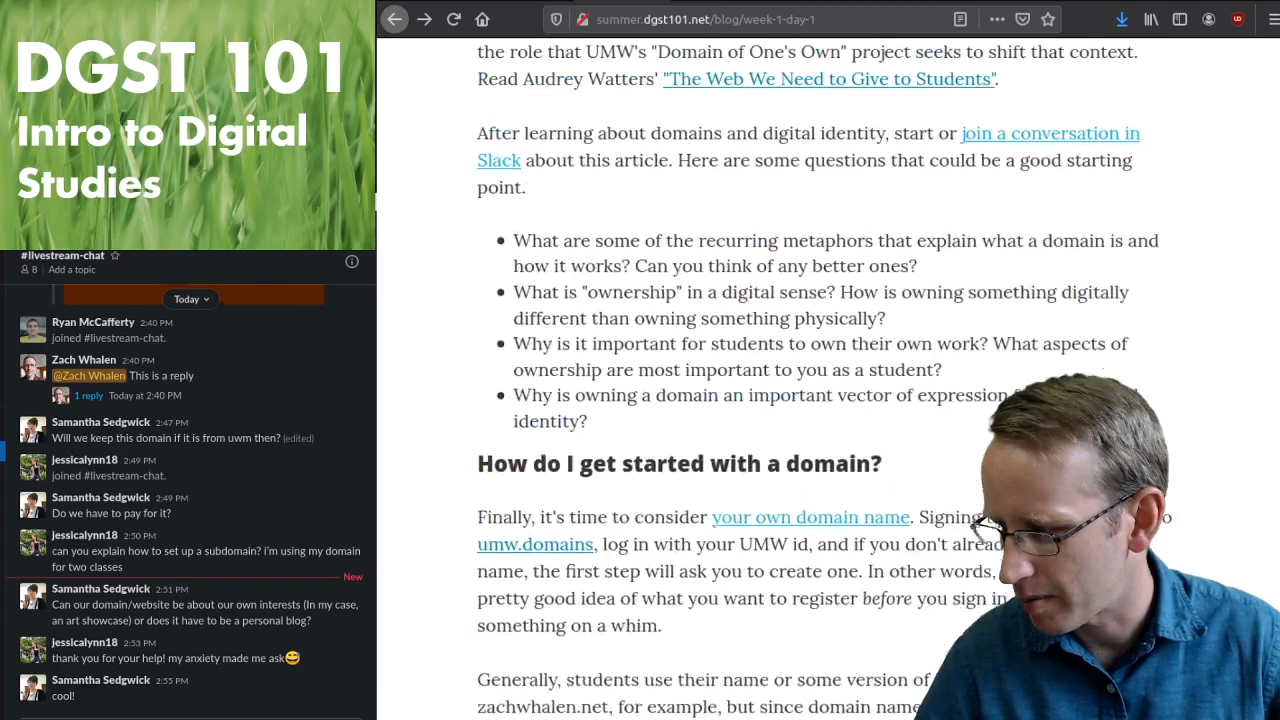 DGST 101
Intro to Digital
Studies
#livestream-chat
8 Add a topic
Today
Ryan McCafferty 2:40 PM
joined #livestream-chat.
Zach Whalen 2:40 PM
@Zach Whalen This is a reply
1 reply Today at 2:40 PM
Samantha Sedgwick 2:47 PM
Will we keep this domain if it is from uwm then? (edited)
jessicalynn18 2:49 PM
joined #livestream-chat.
Samantha Sedgwick 2:49 PM
Do we have to pay for it?
jessicalynn18 2:50 PM
can you explain how to set up a subdomain? i'm using my domain
for two classes
New
Samantha Sedgwick 2:51 PM
Can our domain/website be about our own interests (In my case,
an art showcase) or does it have to be a personal blog?
jessicalynn18 2:53 PM
thank you for your help! my anxiety made me ask😅
Samantha Sedgwick 2:55 PM
cool!
summer.dgst101.net/blog/week-1-day-1
the role that UMW's "Domain of One's Own" project seeks to shift that context.
Read Audrey Watters' "The Web We Need to Give to Students".
After learning about domains and digital identity, start or join a conversation in
Slack about this article. Here are some questions that could be a good starting
point.
• What are some of the recurring metaphors that explain what a domain is and
how it works? Can you think of any better ones?
• What is "ownership" in a digital sense? How is owning something digitally
different than owning something physically?
• Why is it important for students to own their own work? What aspects of
ownership are most important to you as a student?
• Why is owning a domain an important vector of expression
identity?
How do I get started with a domain?
Finally, it's time to consider your own domain name. Signing
umw.domains, log in with your UMW id, and if you don't
name, the first step will ask you to create one. In other words,
pretty good idea of what you want to register before you sign in
something on a whim.
Generally, students use their name or some version of
zachwhalen.net, for example, but since domain